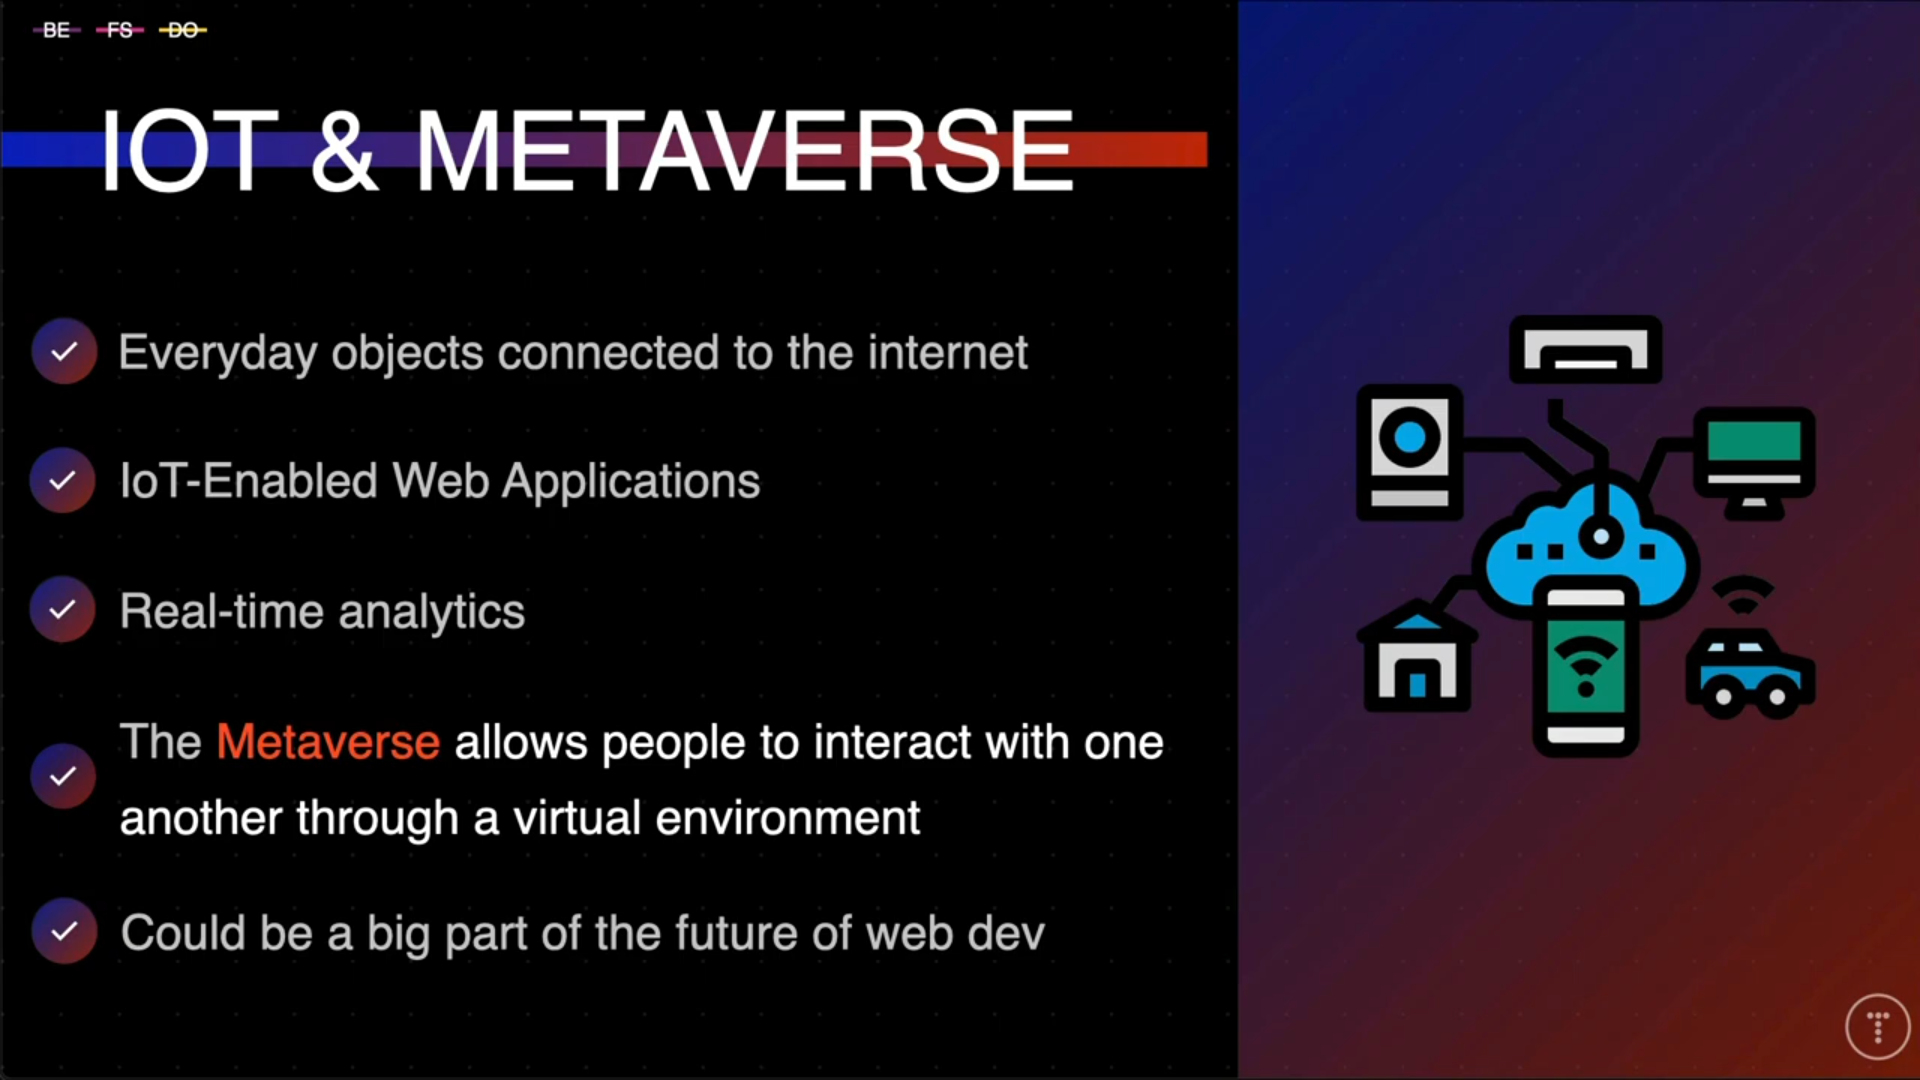 BE FS DO
IOT & METAVERSE
Everyday objects connected to the internet
IoT-Enabled Web Applications
Real-time analytics
The Metaverse allows people to interact with one
another through a virtual environment
Could be a big part of the future of web dev